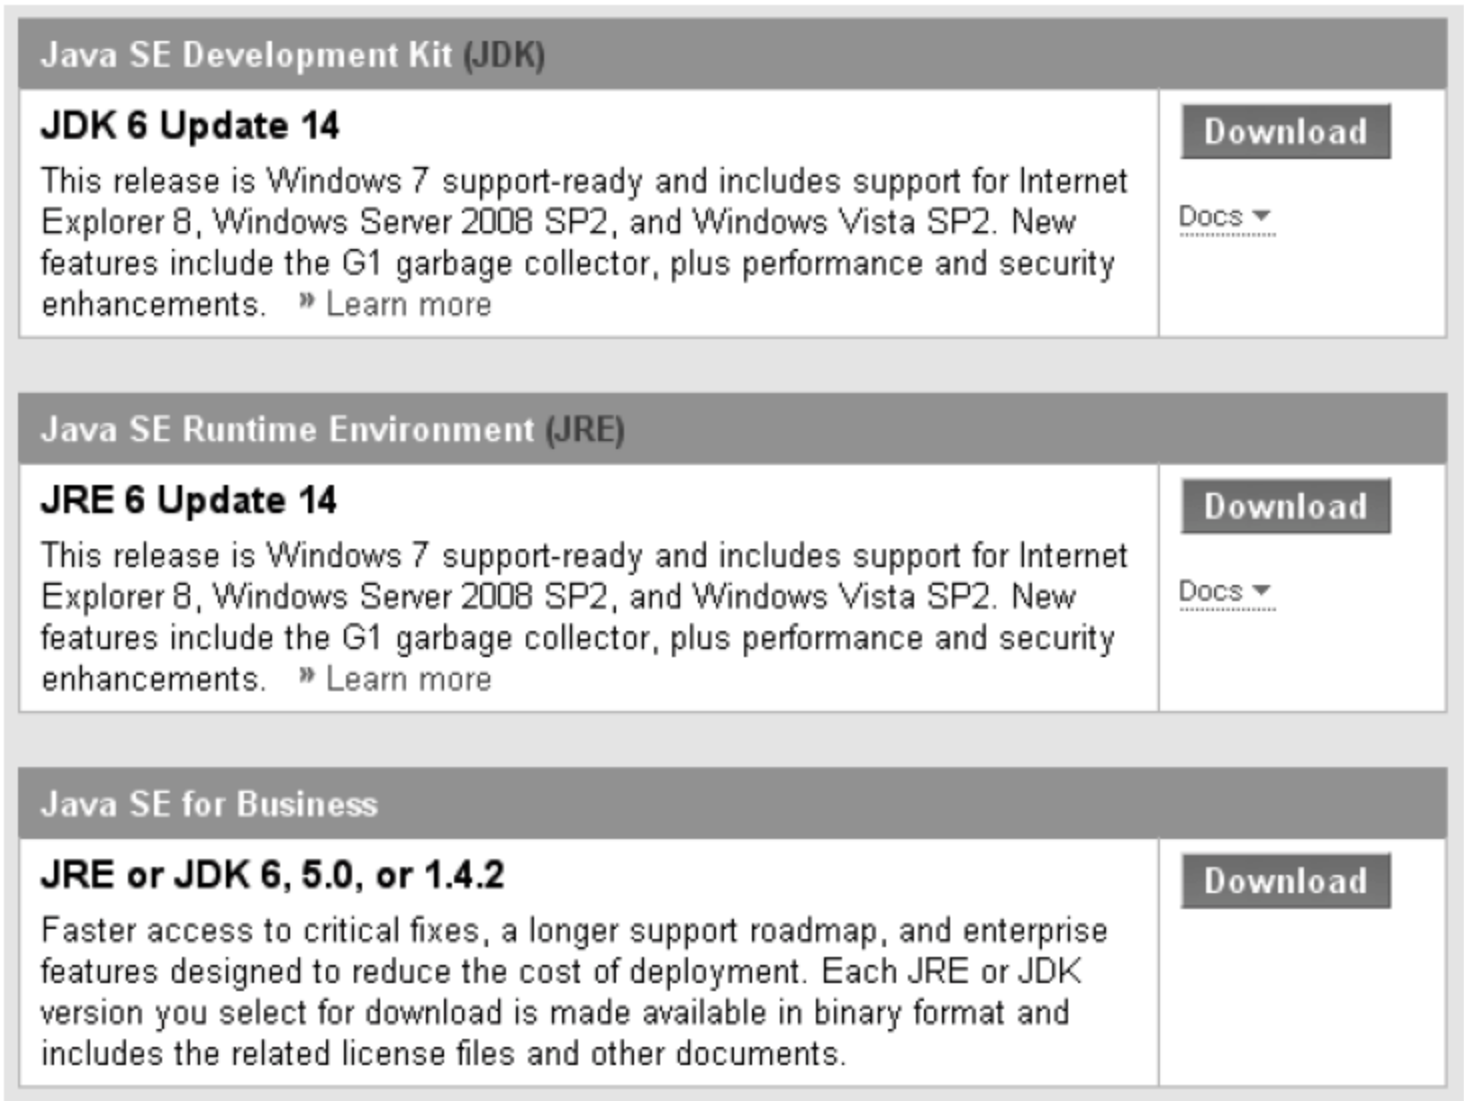 Java SE Development Kit (JDK)
JDK 6 Update 14
Download
This release is Windows 7 support-ready and includes support for Internet
Explorer 8, Windows Server 2008 SP2, and Windows Vista SP2. New
features include the G1 garbage collector, plus performance and security
enhancements. » Learn more
Docs ▼
Java SE Runtime Environment (JRE)
JRE 6 Update 14
Download
This release is Windows 7 support-ready and includes support for Internet
Explorer 8, Windows Server 2008 SP2, and Windows Vista SP2. New
features include the G1 garbage collector, plus performance and security
enhancements. » Learn more
Docs ▼
Java SE for Business
JRE or JDK 6, 5.0, or 1.4.2
Download
Faster access to critical fixes, a longer support roadmap, and enterprise
features designed to reduce the cost of deployment. Each JRE or JDK
version you select for download is made available in binary format and
includes the related license files and other documents.